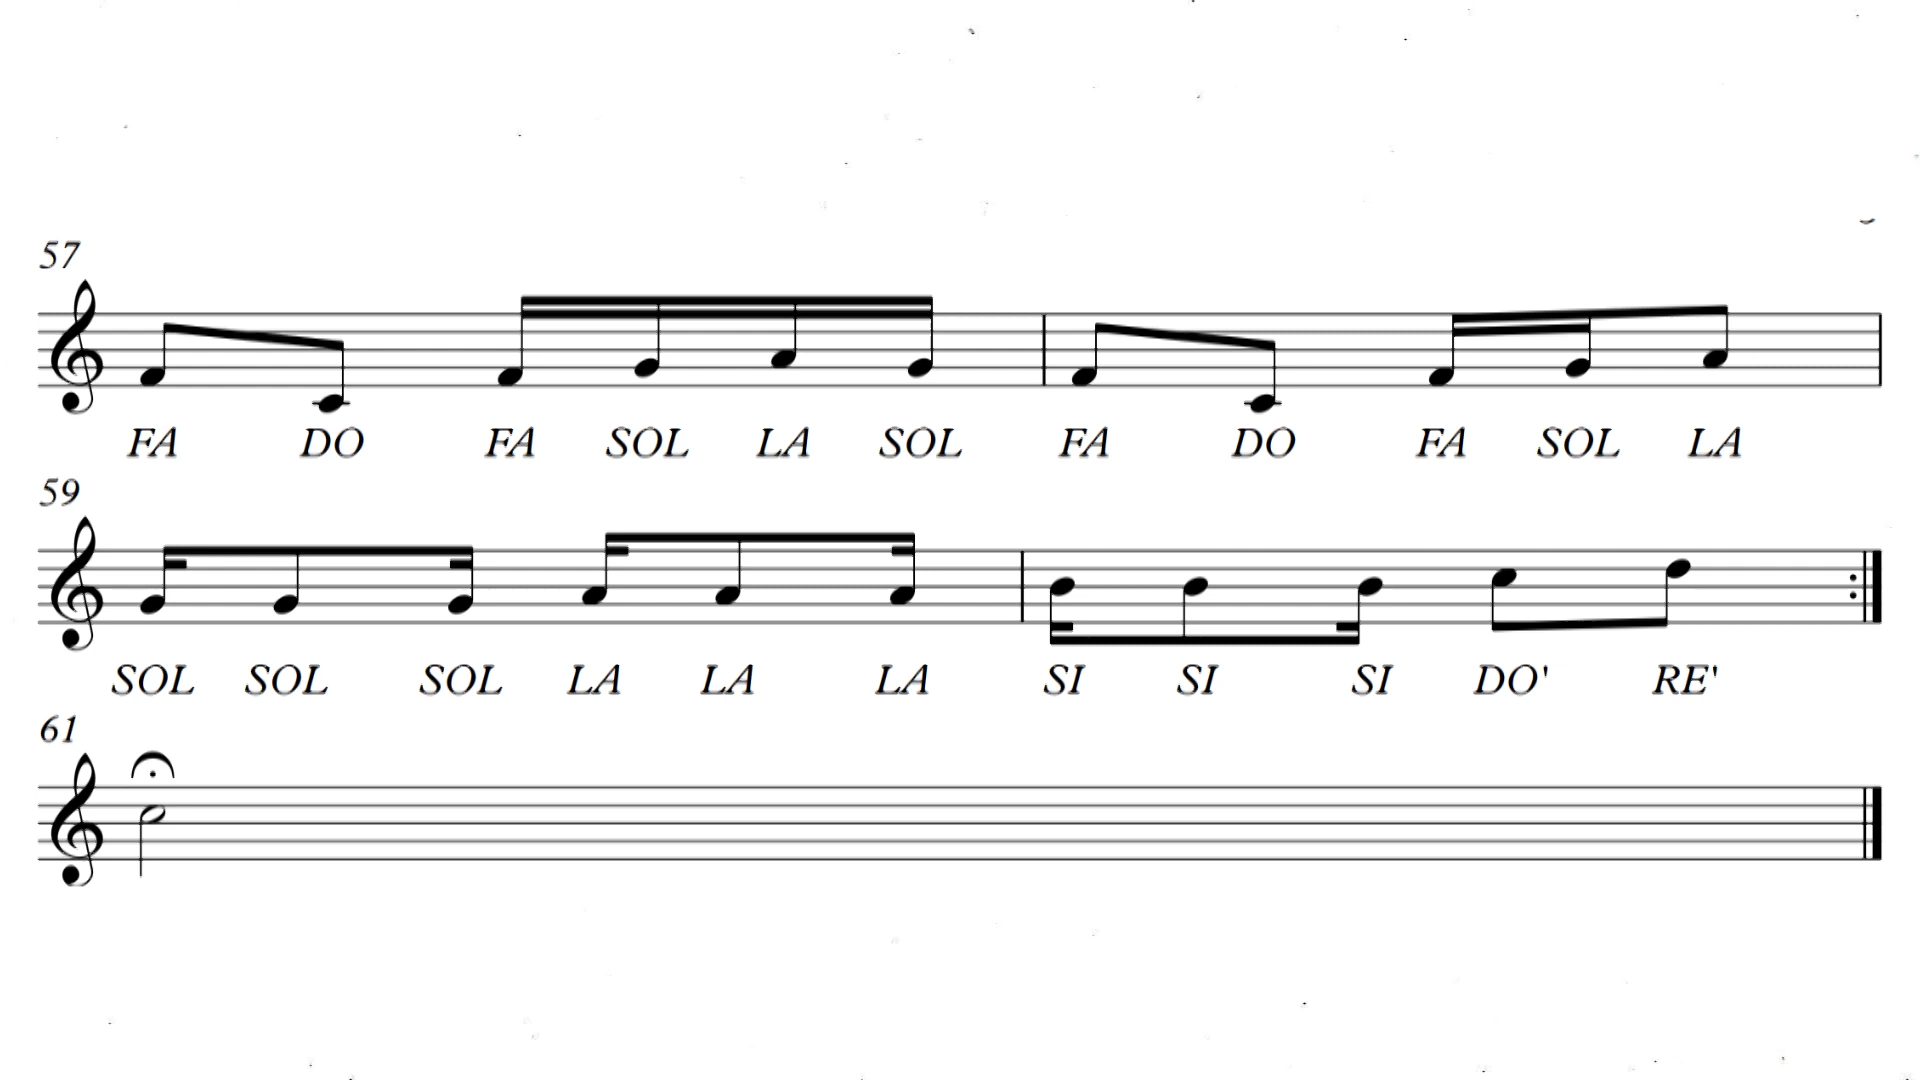 57
FA DO FA SOL LA SOL FA DO FA SOL LA
59
SOL SOL SOL LA LA LA SI SI SI DO' RE'
61